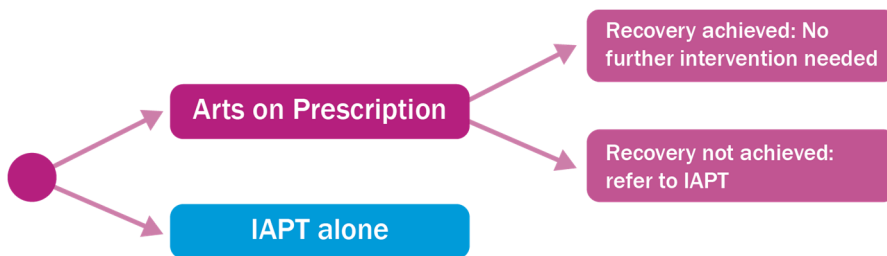 Recovery achieved: No
further intervention needed
Arts on Prescription
Recovery not achieved:
refer to IAPT
IAPT alone